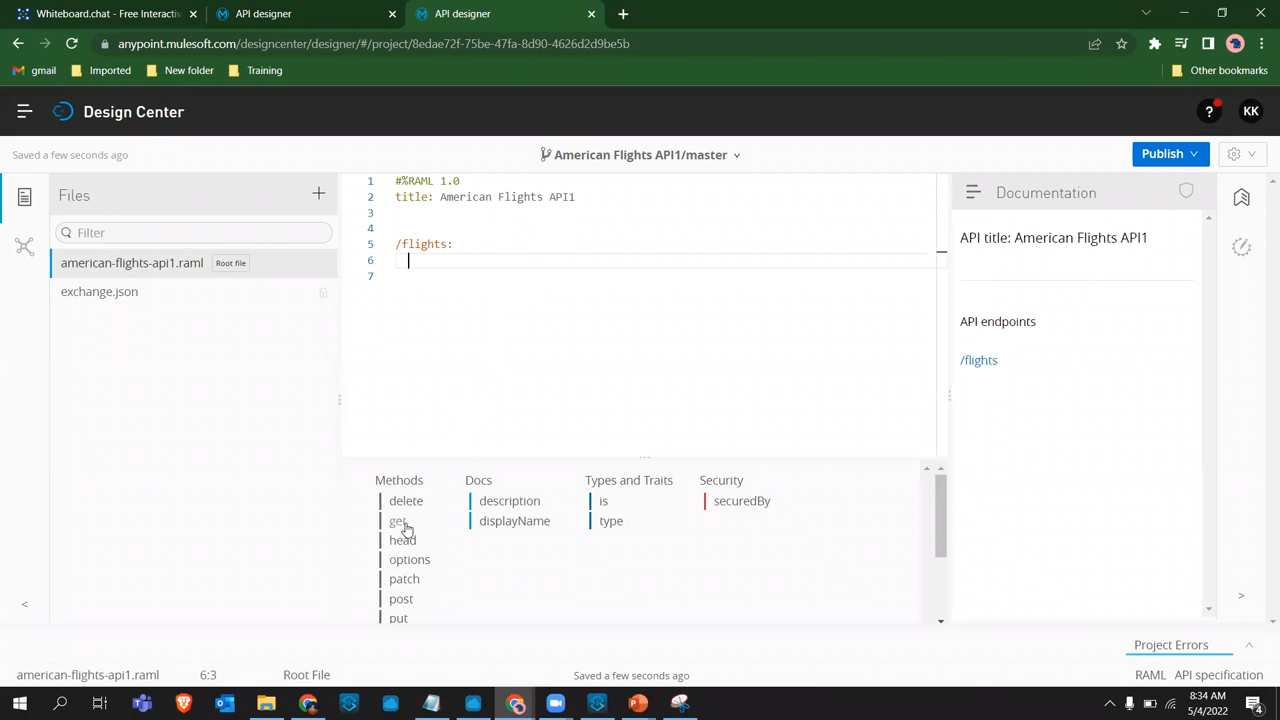 Whiteboard.chat - Free Interactiv
API designer
API designer
anypoint.mulesoft.com/designcenter/designer/#/project/8edae72f-75be-47fa-8d90-4626d2d9be5b
gmail
Imported
New folder
Training
Other bookmarks
Design Center
?
KK
Saved a few seconds ago
American Flights API1/master
Publish
Files
Filter
american-flights-api1.raml
Root file
exchange.json
1 #%RAML 1.0
2 title: American Flights API1
3
4
5 /flights:
6
7
Documentation
API title: American Flights API1
API endpoints
/flights
Methods
delete
get
head
options
patch
post
put
Docs
description
displayName
Types and Traits
is
type
Security
securedBy
Project Errors
american-flights-api1.raml
6:3
Root File
Saved a few seconds ago
RAML
API specification
8:34 AM
5/4/2022
4